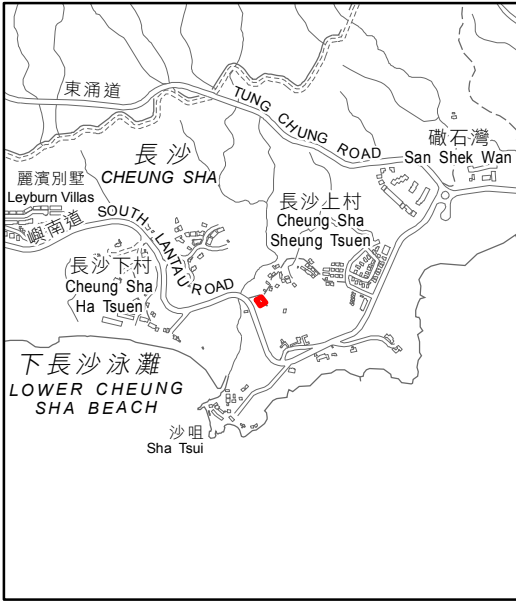 東涌道
TUNG CHUNG ROAD
礮石灣
San Shek Wan
長沙
CHEUNG SHA
麗濱別墅
Leyburn Villas
嶼南道
SOUTH LANTAU ROAD
長沙上村
Cheung Sha
Sheung Tsuen
長沙下村
Cheung Sha
Ha Tsuen
下長沙泳灘
LOWER CHEUNG
SHA BEACH
沙咀
Sha Tsui